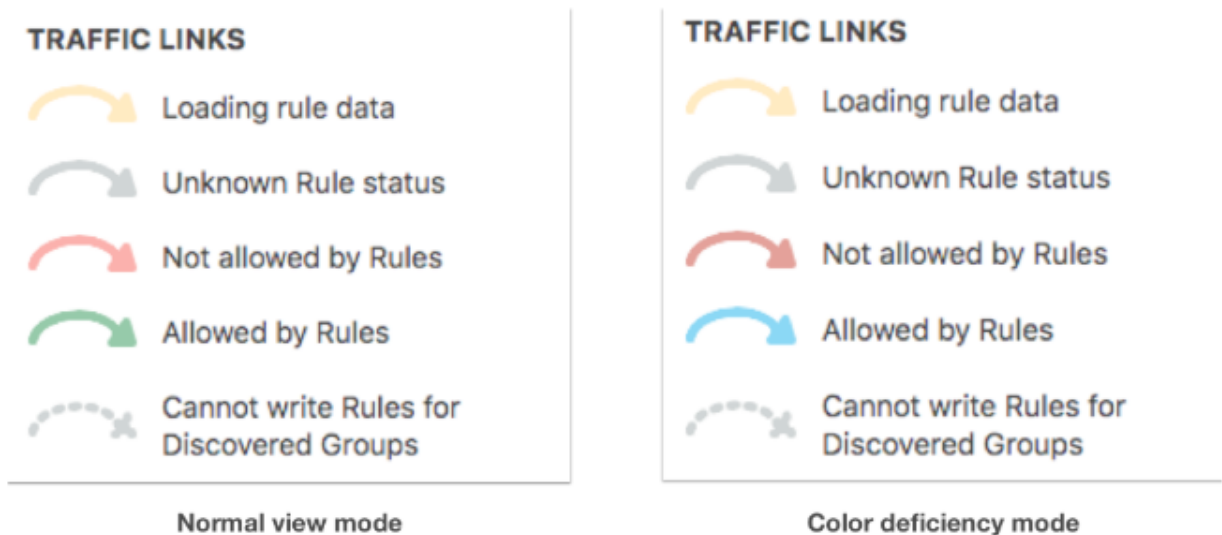 TRAFFIC LINKS
Loading rule data
Unknown Rule status
Not allowed by Rules
Allowed by Rules
Cannot write Rules for
Discovered Groups
Normal view mode
TRAFFIC LINKS
Loading rule data
Unknown Rule status
Not allowed by Rules
Allowed by Rules
Cannot write Rules for
Discovered Groups
Color deficiency mode